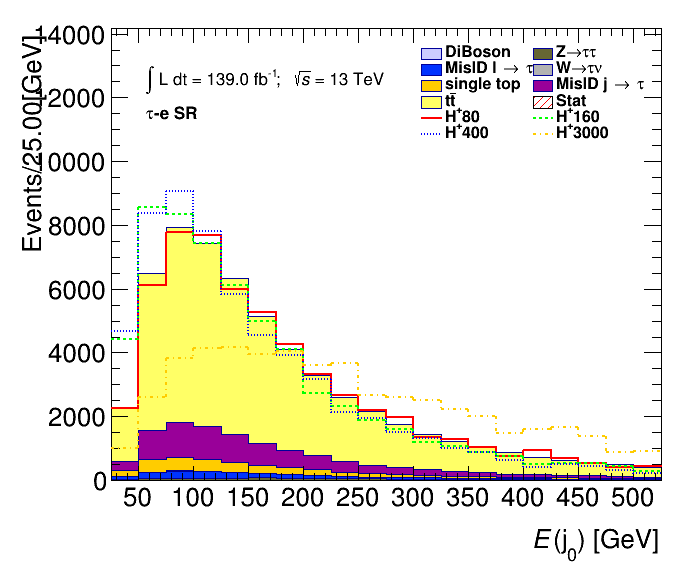 14000
12000
10000
8000
6000
4000
2000
0
Events/25.00[GeV]
∫ L dt = 139.0 fb⁻¹; √s = 13 TeV
τ-e SR
DiBoson
Z→ττ
MisID l → τ
W→τν
single top
MisID j → τ
tt̄
Stat
H⁺80
H⁺160
H⁺400
H⁺3000
50 100 150 200 250 300 350 400 450 500
E(j₀) [GeV]